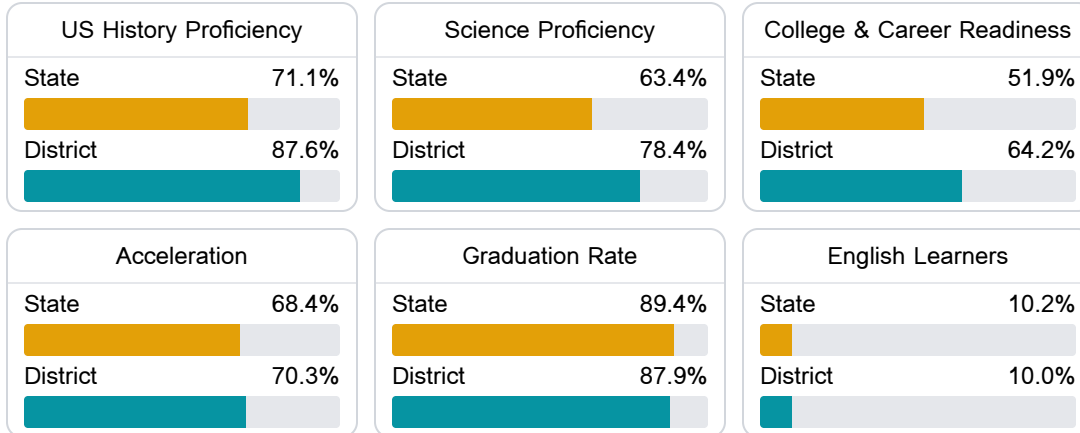 US History Proficiency
State 71.1%
District 87.6%
Science Proficiency
State 63.4%
District 78.4%
College & Career Readiness
State 51.9%
District 64.2%
Acceleration
State 68.4%
District 70.3%
Graduation Rate
State 89.4%
District 87.9%
English Learners
State 10.2%
District 10.0%